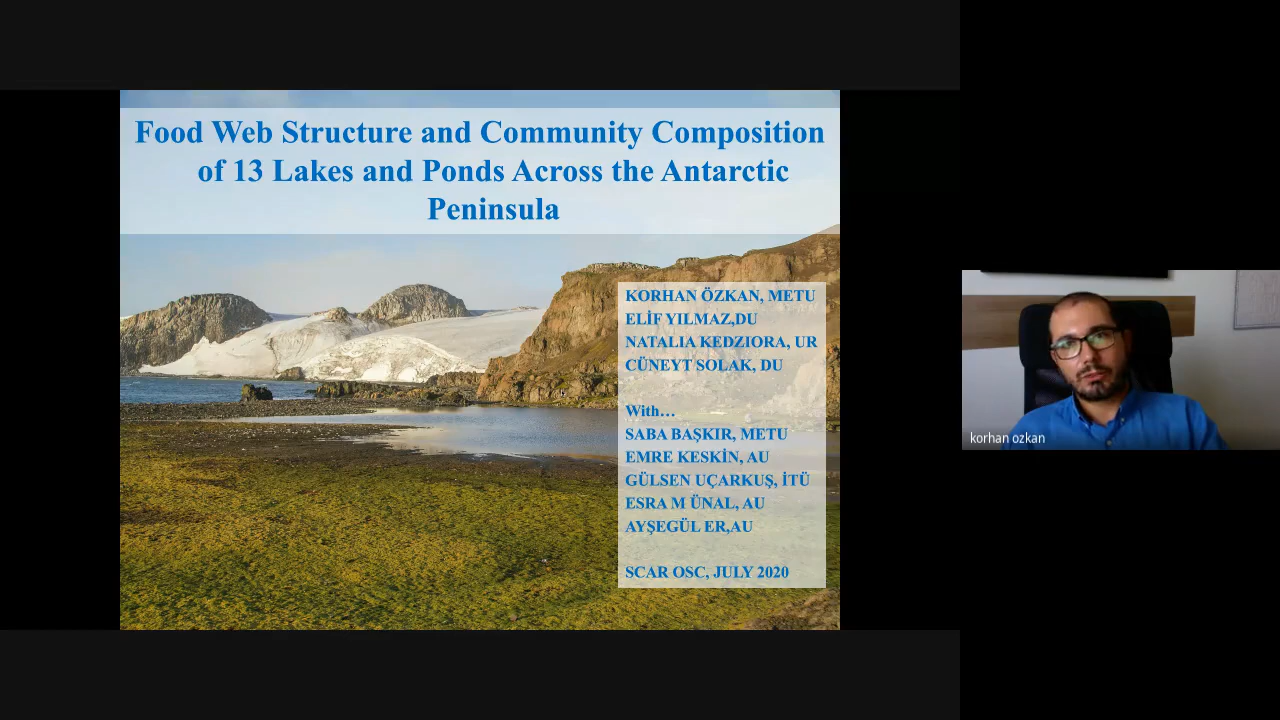 Food Web Structure and Community Composition
of 13 Lakes and Ponds Across the Antarctic
Peninsula
KORHAN ÖZKAN, METU
ELİF YILMAZ,DU
NATALIA KEDZIORA, UR
CÜNEYT SOLAK, DU
With…
SABA BAŞKIR, METU
EMRE KESKİN, AU
GÜLSEN UÇARKUŞ, İTÜ
ESRA M ÜNAL, AU
AYŞEGÜL ER,AU
SCAR OSC, JULY 2020
korhan ozkan